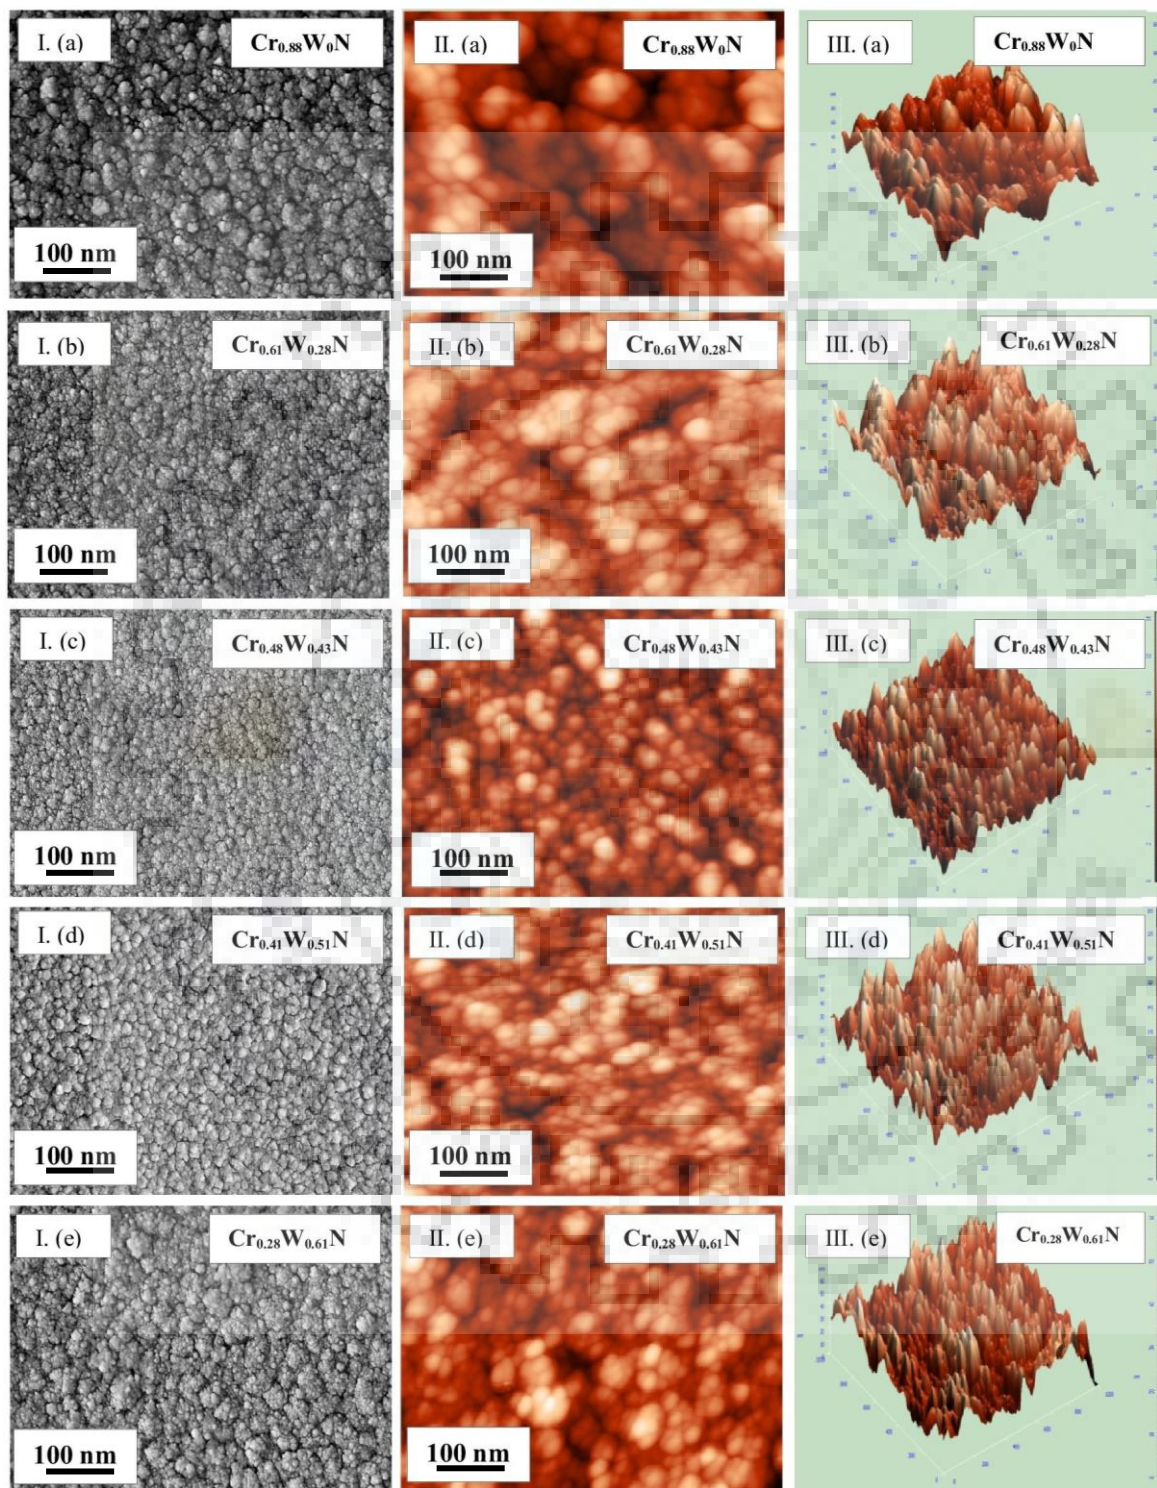 I. (a) Cr₀.₈₈W₀N II. (a) Cr₀.₈₈W₀N III. (a) Cr₀.₈₈W₀N
100 nm 100 nm
I. (b) Cr₀.₆₁W₀.₂₈N II. (b) Cr₀.₆₁W₀.₂₈N III. (b) Cr₀.₆₁W₀.₂₈N
100 nm 100 nm
I. (c) Cr₀.₄₈W₀.₄₃N II. (c) Cr₀.₄₈W₀.₄₃N III. (c) Cr₀.₄₈W₀.₄₃N
100 nm 100 nm
I. (d) Cr₀.₄₁W₀.₅₁N II. (d) Cr₀.₄₁W₀.₅₁N III. (d) Cr₀.₄₁W₀.₅₁N
100 nm 100 nm
I. (e) Cr₀.₂₈W₀.₆₁N II. (e) Cr₀.₂₈W₀.₆₁N III. (e) Cr₀.₂₈W₀.₆₁N
100 nm 100 nm